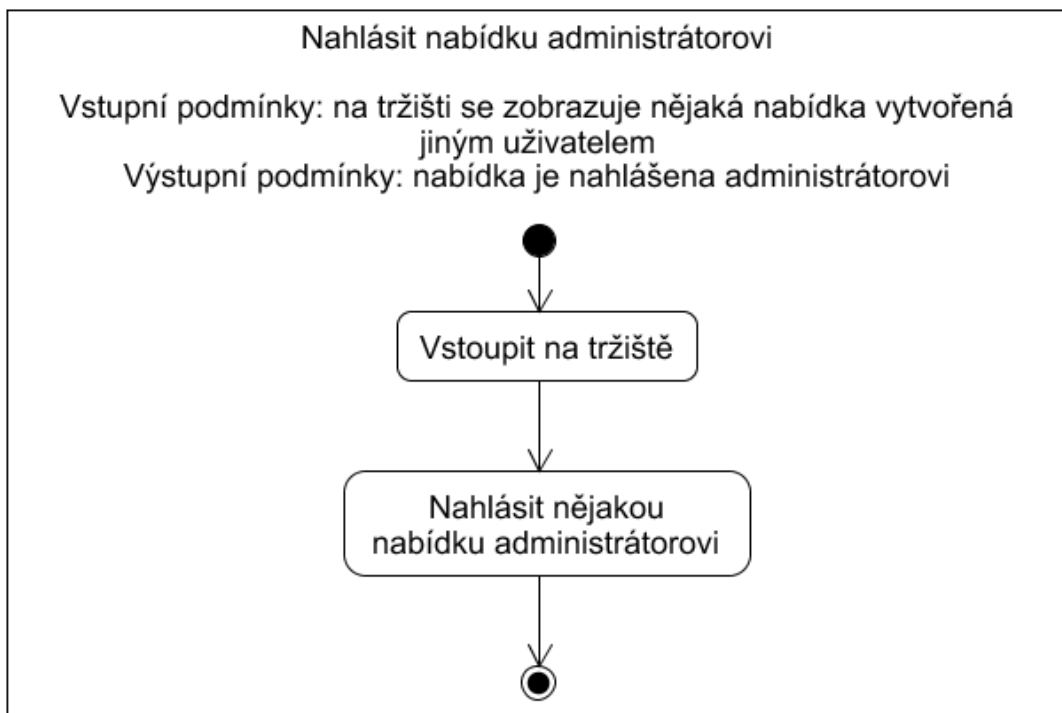 Nahlásit nabídku administrátorovi
Vstupní podmínky: na tržišti se zobrazuje nějaká nabídka vytvořená
jiným uživatelem
Výstupní podmínky: nabídka je nahlášena administrátorovi
Vstoupit na tržiště
Nahlásit nějakou
nabídku administrátorovi